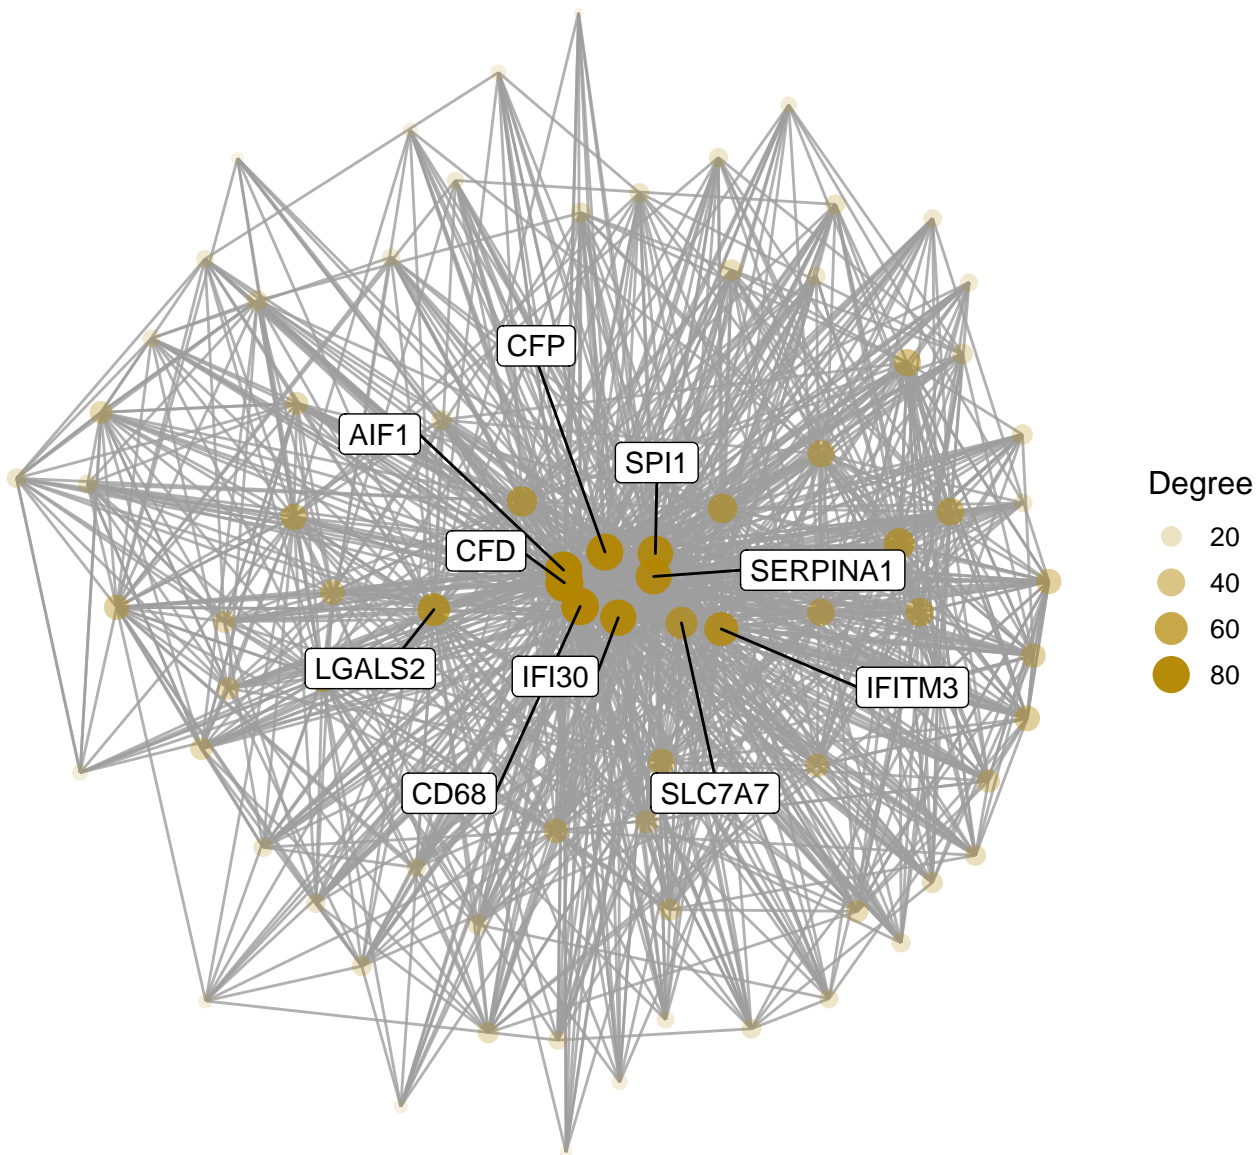 CFP
AIF1
SPI1
CFD
SERPINA1
LGALS2
IFI30
IFITM3
CD68
SLC7A7
Degree
20
40
60
80